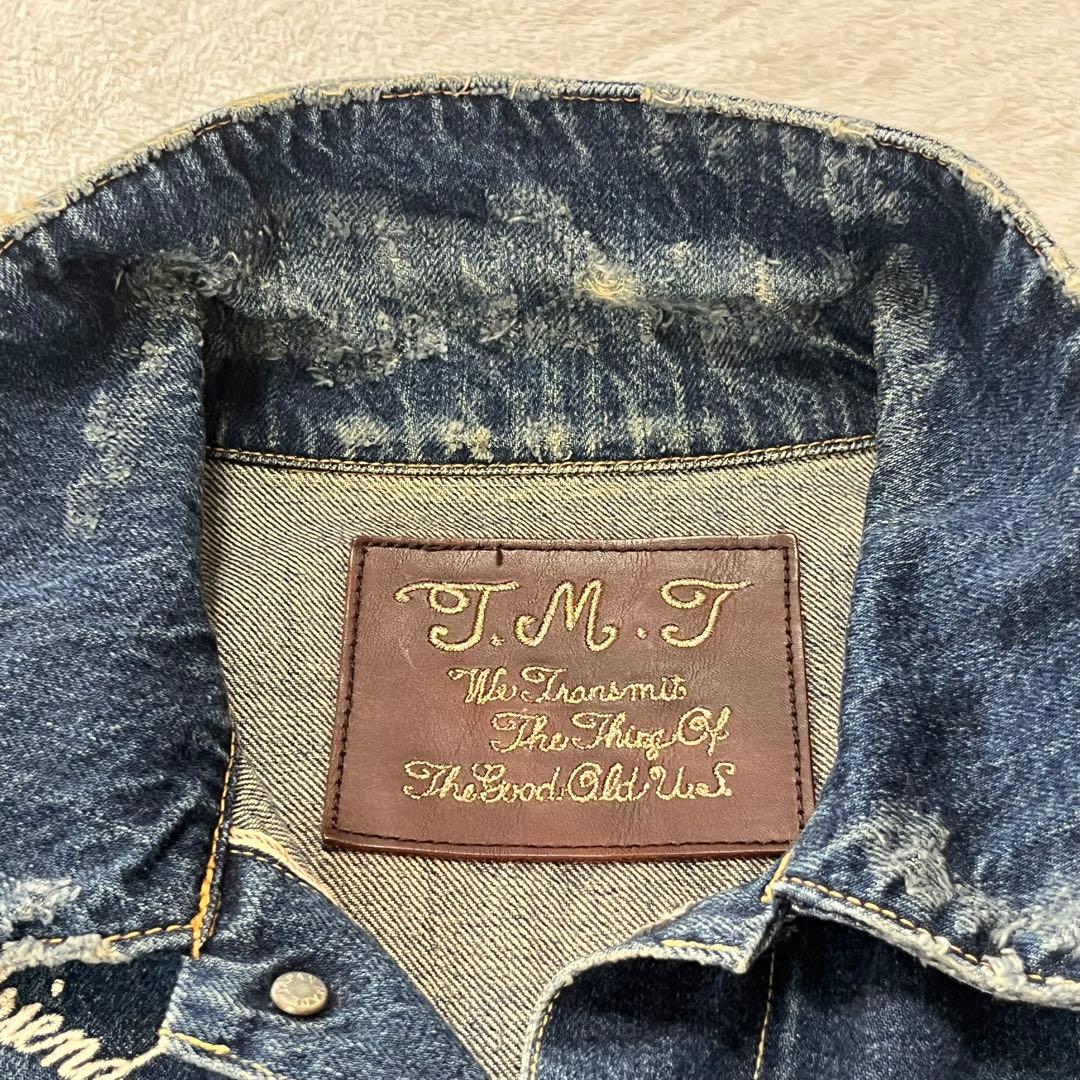 T.M.T
We Transmit
The Thing Of
The Good Old U.S.